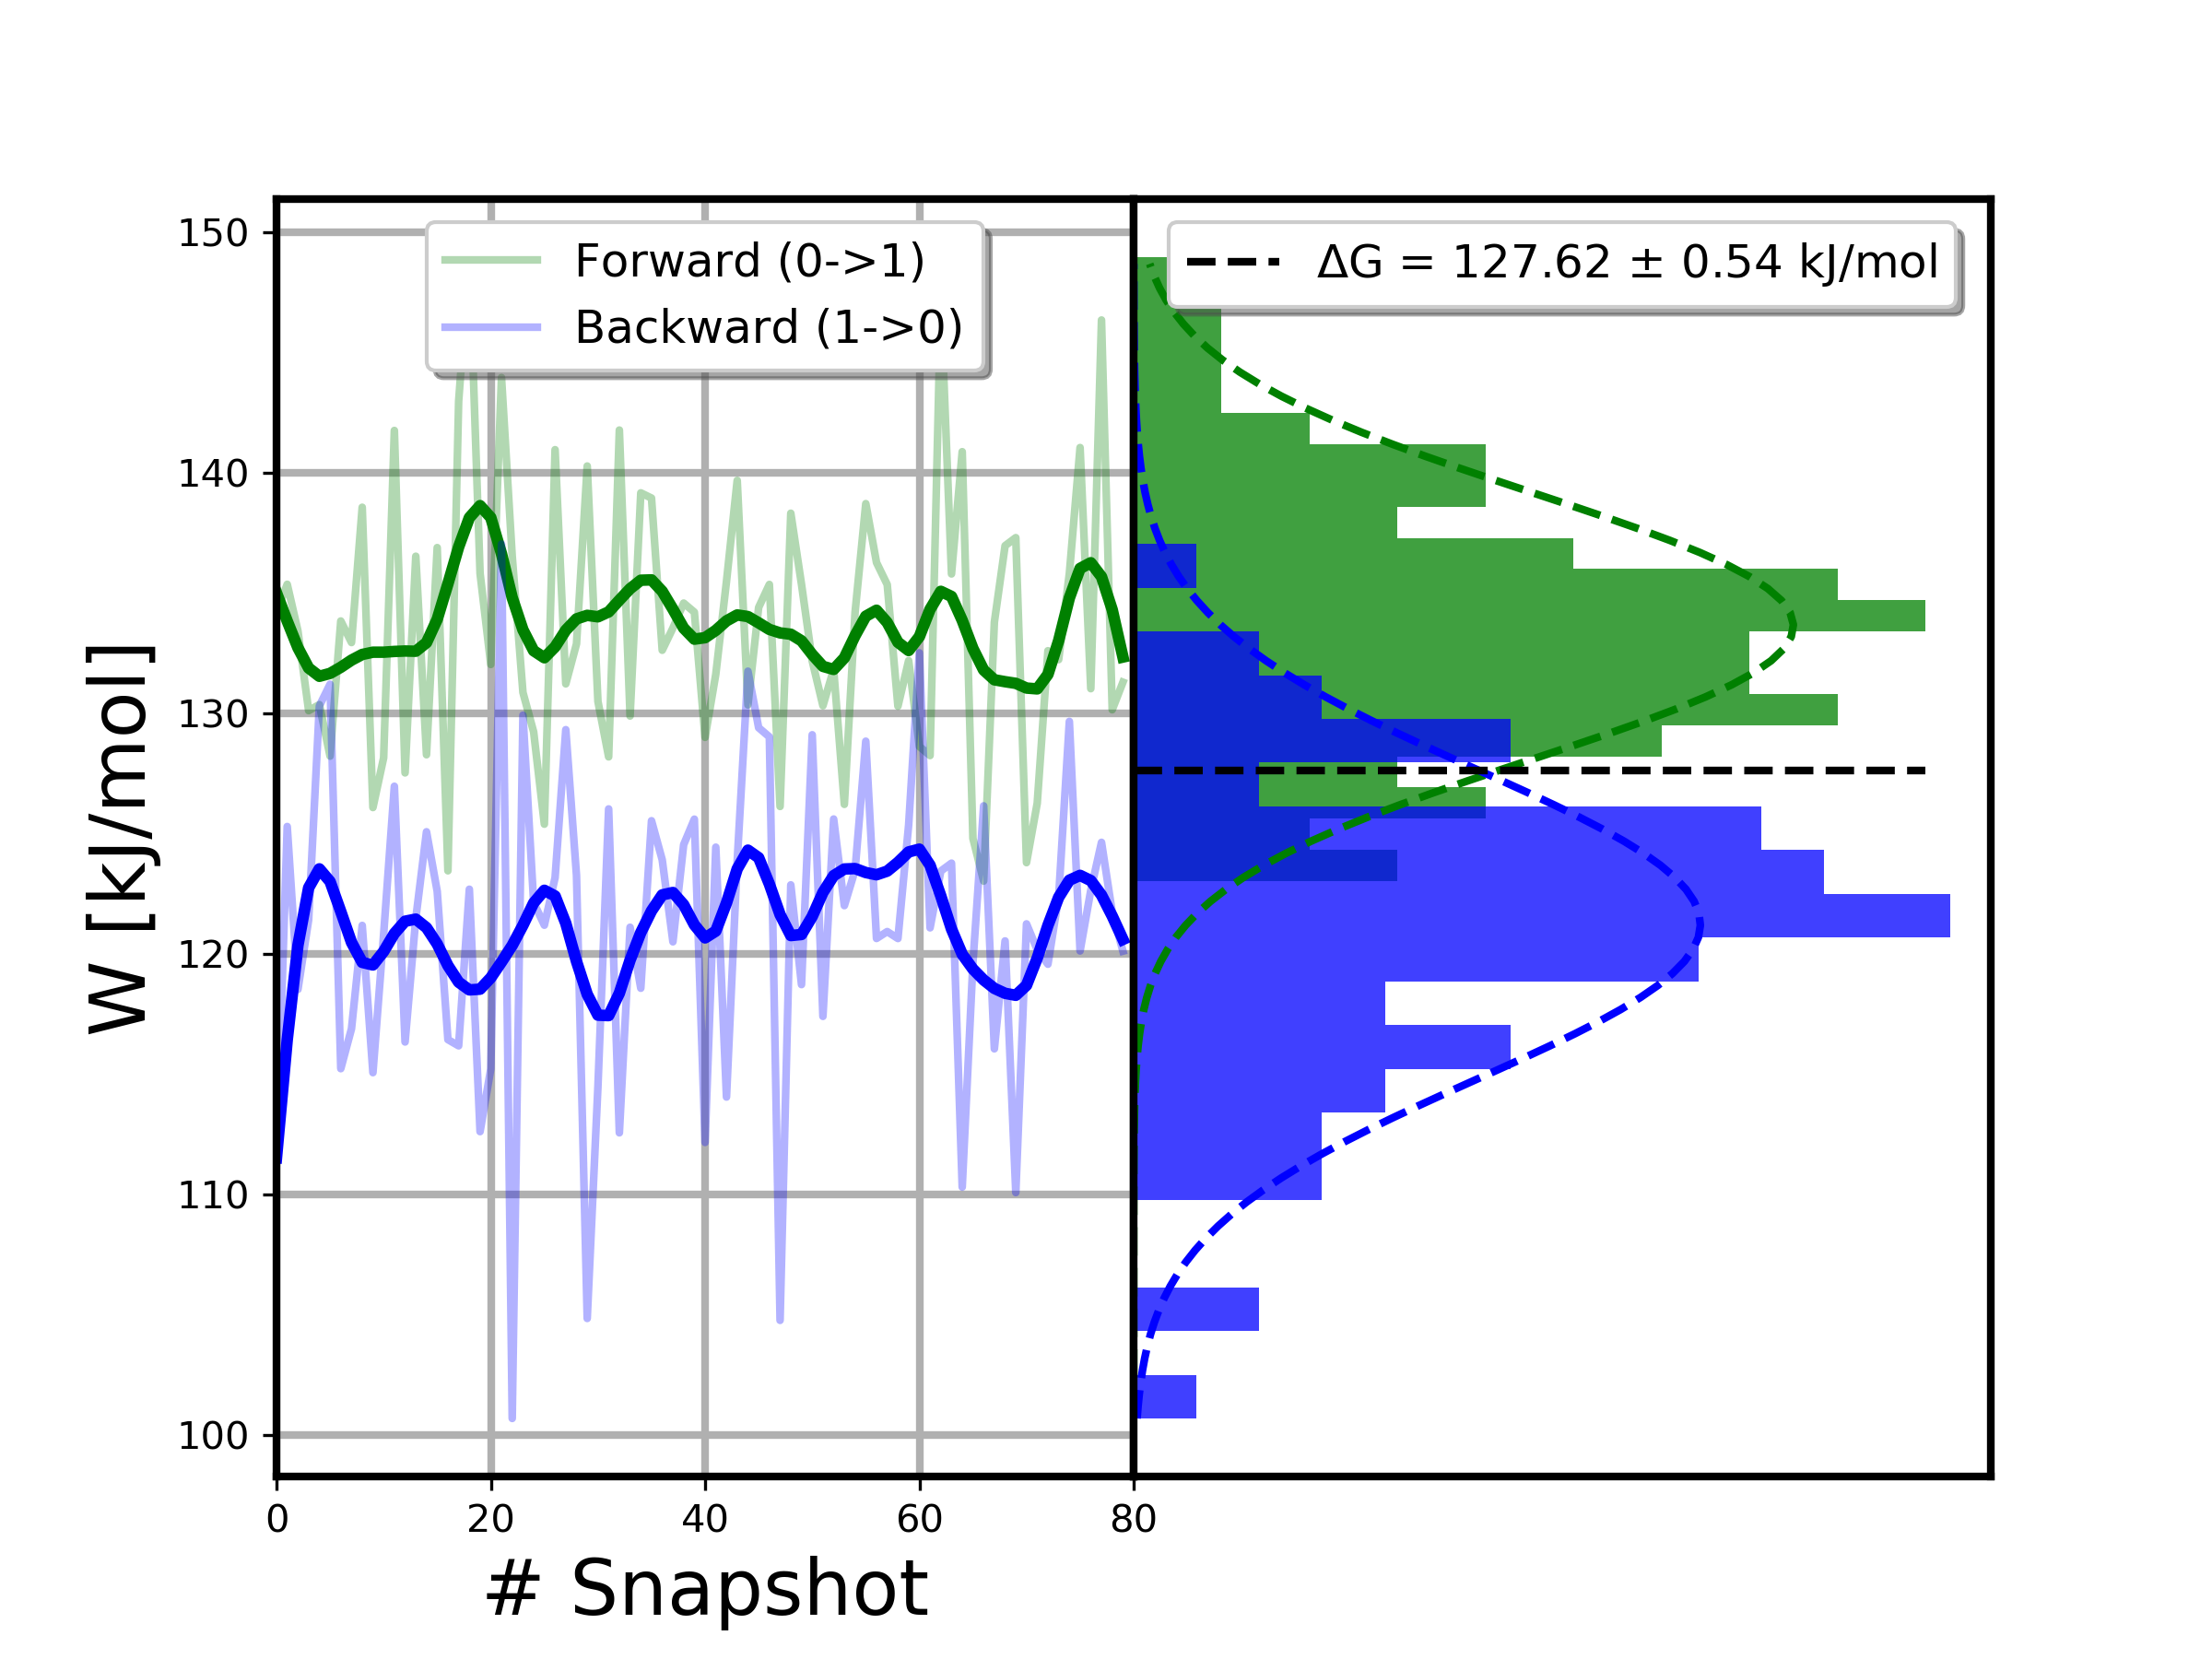 Forward (0->1)
Backward (1->0)
ΔG = 127.62 ± 0.54 kJ/mol
W [kJ/mol]
150
140
130
120
110
100
0 20 40 60 80
# Snapshot